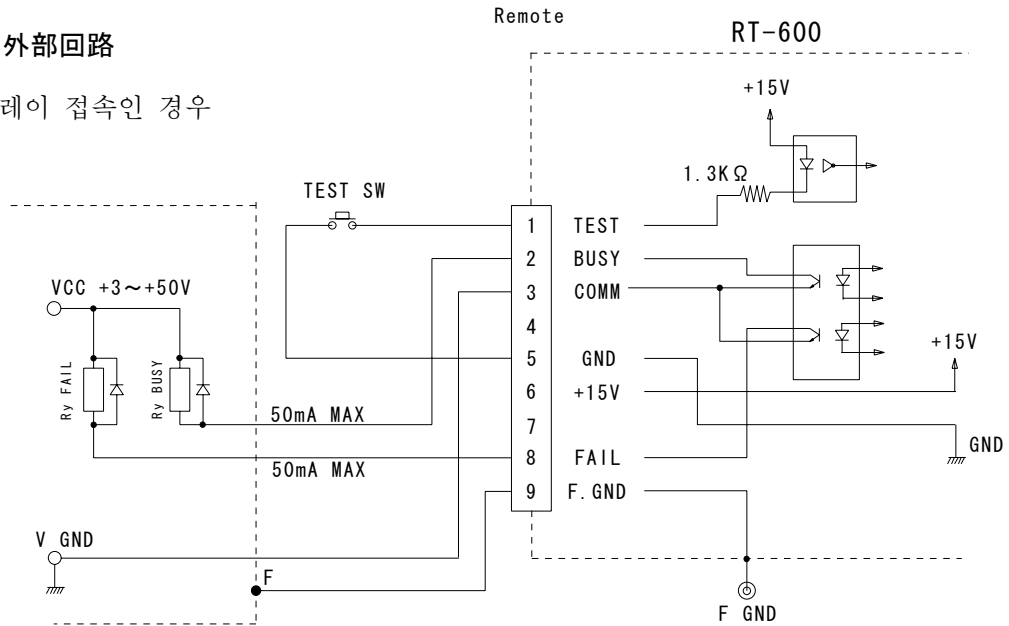 Remote
RT-600
外部回路
레이 접속인 경우
+15V
1.3KΩ
TEST SW
1 TEST
2 BUSY
3 COMM
4
5 GND
6 +15V
7
8 FAIL
9 F.GND
VCC +3～+50V
Ry FAIL
Ry BUSY
50mA MAX
50mA MAX
+15V
GND
V GND
F
F GND